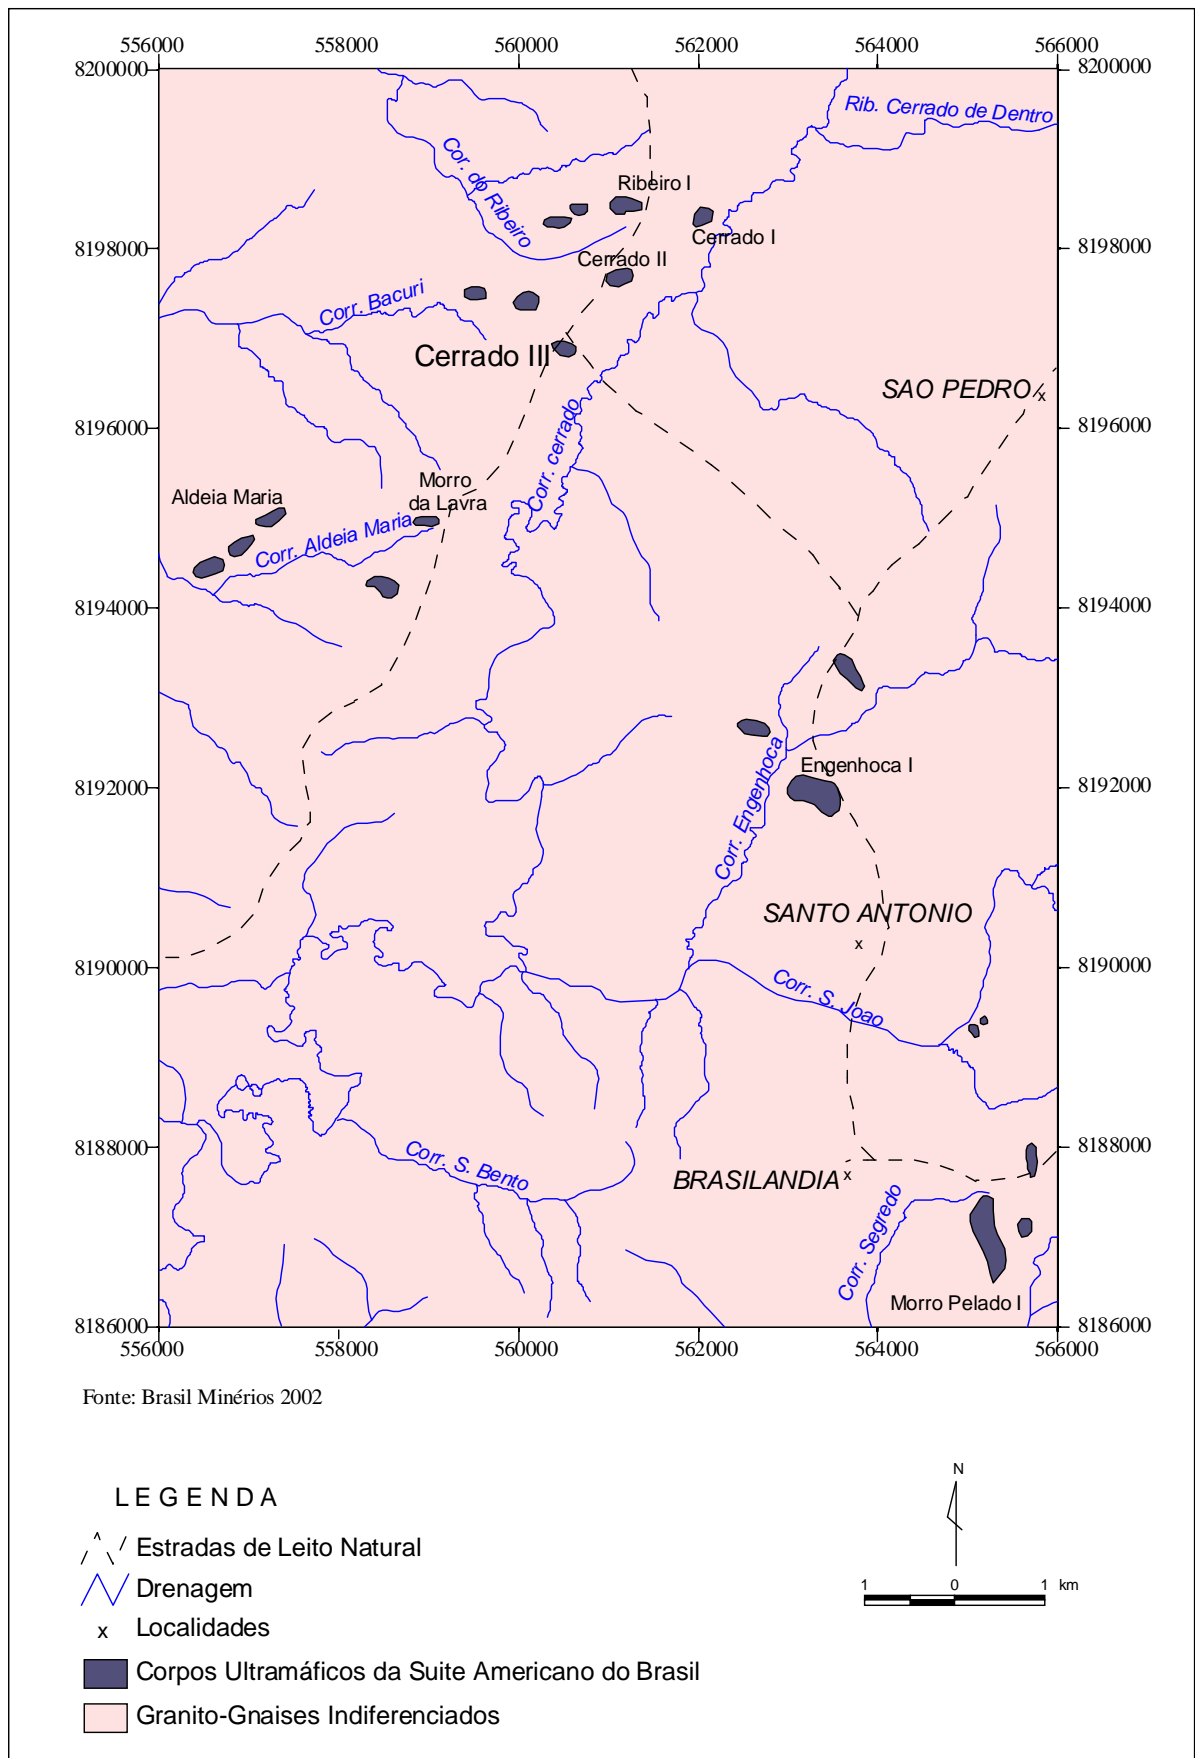 556000 558000 560000 562000 564000 566000
8200000 8200000
Rib. Cerrado de Dentro
Cor. do Ribeiro
Ribeiro I
Cerrado I
8198000 8198000
Cerrado II
Corr. Bacuri
Cerrado III
SAO PEDRO x
8196000 8196000
Corr. cerrado
Morro
da Lavra
Aldeia Maria
Corr. Aldeia Maria
8194000 8194000
Engenhoca I
8192000 8192000
Corr. Engenhoca
SANTO ANTONIO
x
8190000 8190000
Corr. S. Joao
8188000 8188000
Corr. S. Bento
BRASILANDIA x
Corr. Segredo
Morro Pelado I
8186000 8186000
556000 558000 560000 562000 564000 566000
Fonte: Brasil Minérios 2002
N
LEGENDA
Estradas de Leito Natural
Drenagem
1 0 1 km
x Localidades
Corpos Ultramáficos da Suite Americano do Brasil
Granito-Gnaises Indiferenciados